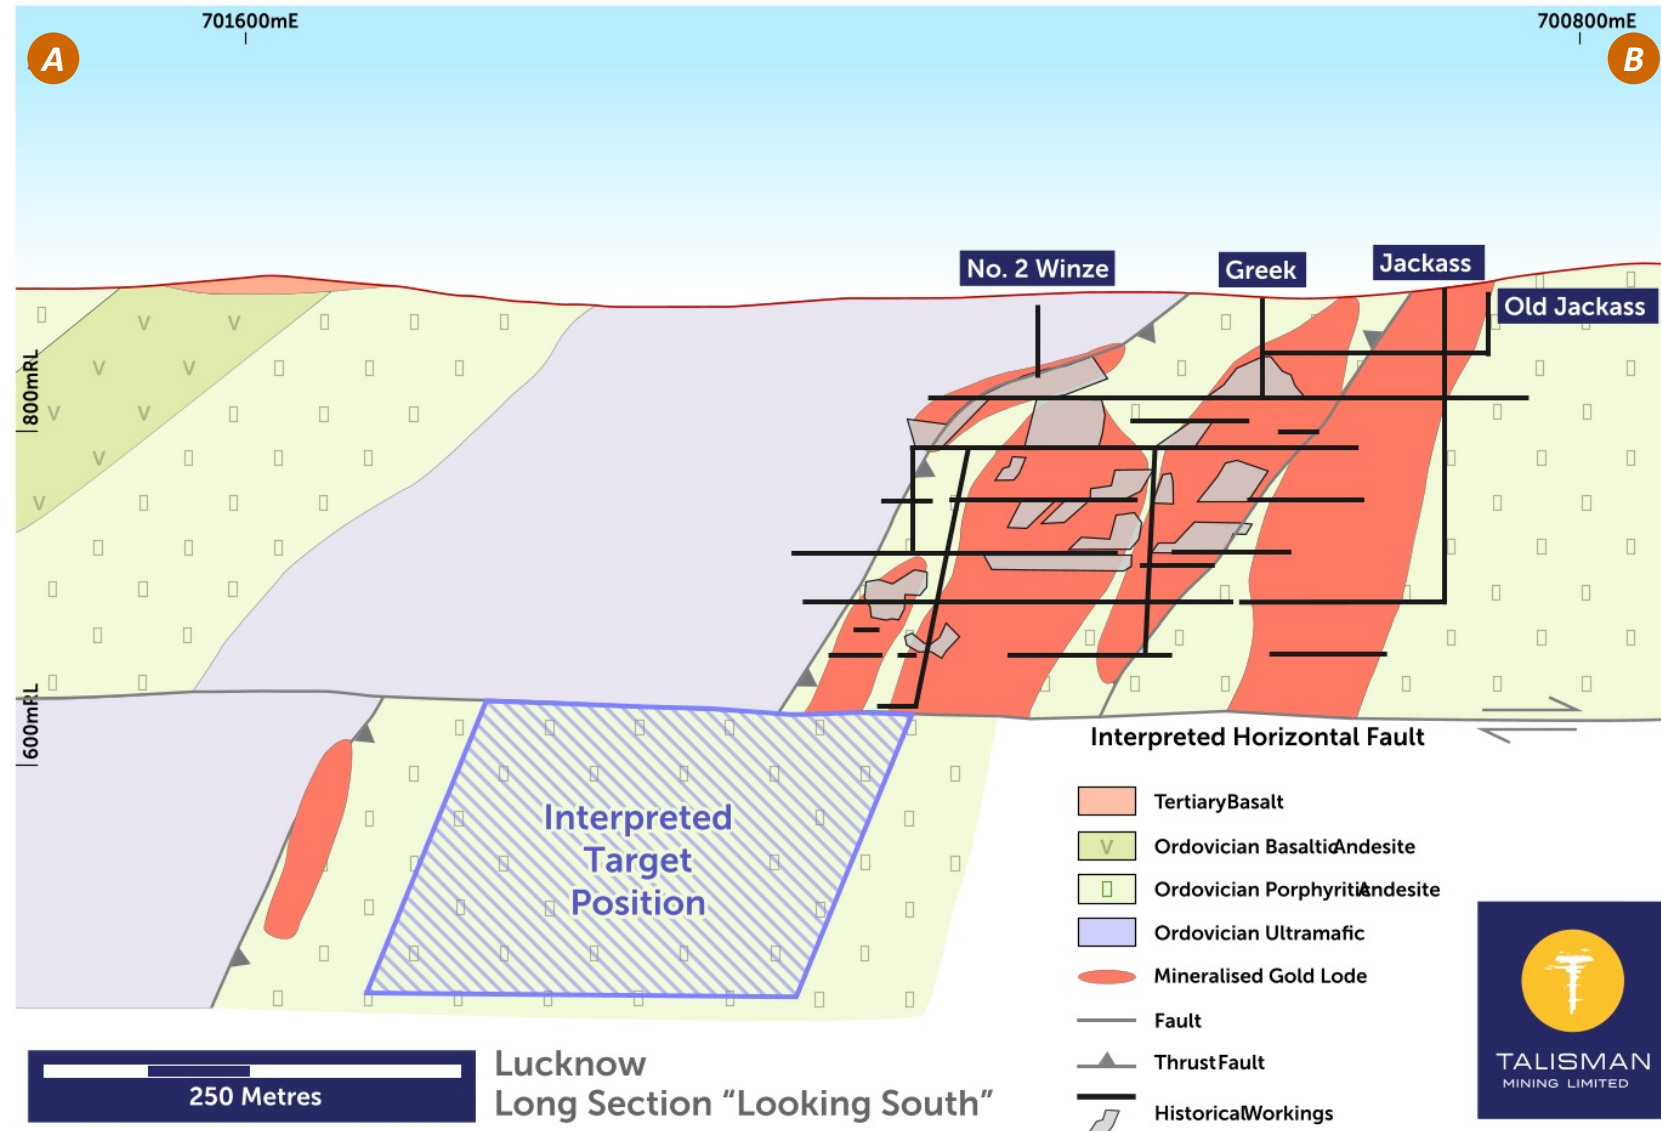 701600mE
700800mE
A
B
No. 2 Winze
Greek
Jackass
Old Jackass
800mRL
600mRL
Interpreted
Target
Position
Interpreted Horizontal Fault
TertiaryBasalt
V Ordovician BasalticAndesite
Ordovician PorphyriticAndesite
Ordovician Ultramafic
Mineralised Gold Lode
Fault
ThrustFault
HistoricalWorkings
250 Metres
Lucknow
Long Section “Looking South”
TALISMAN
MINING LIMITED